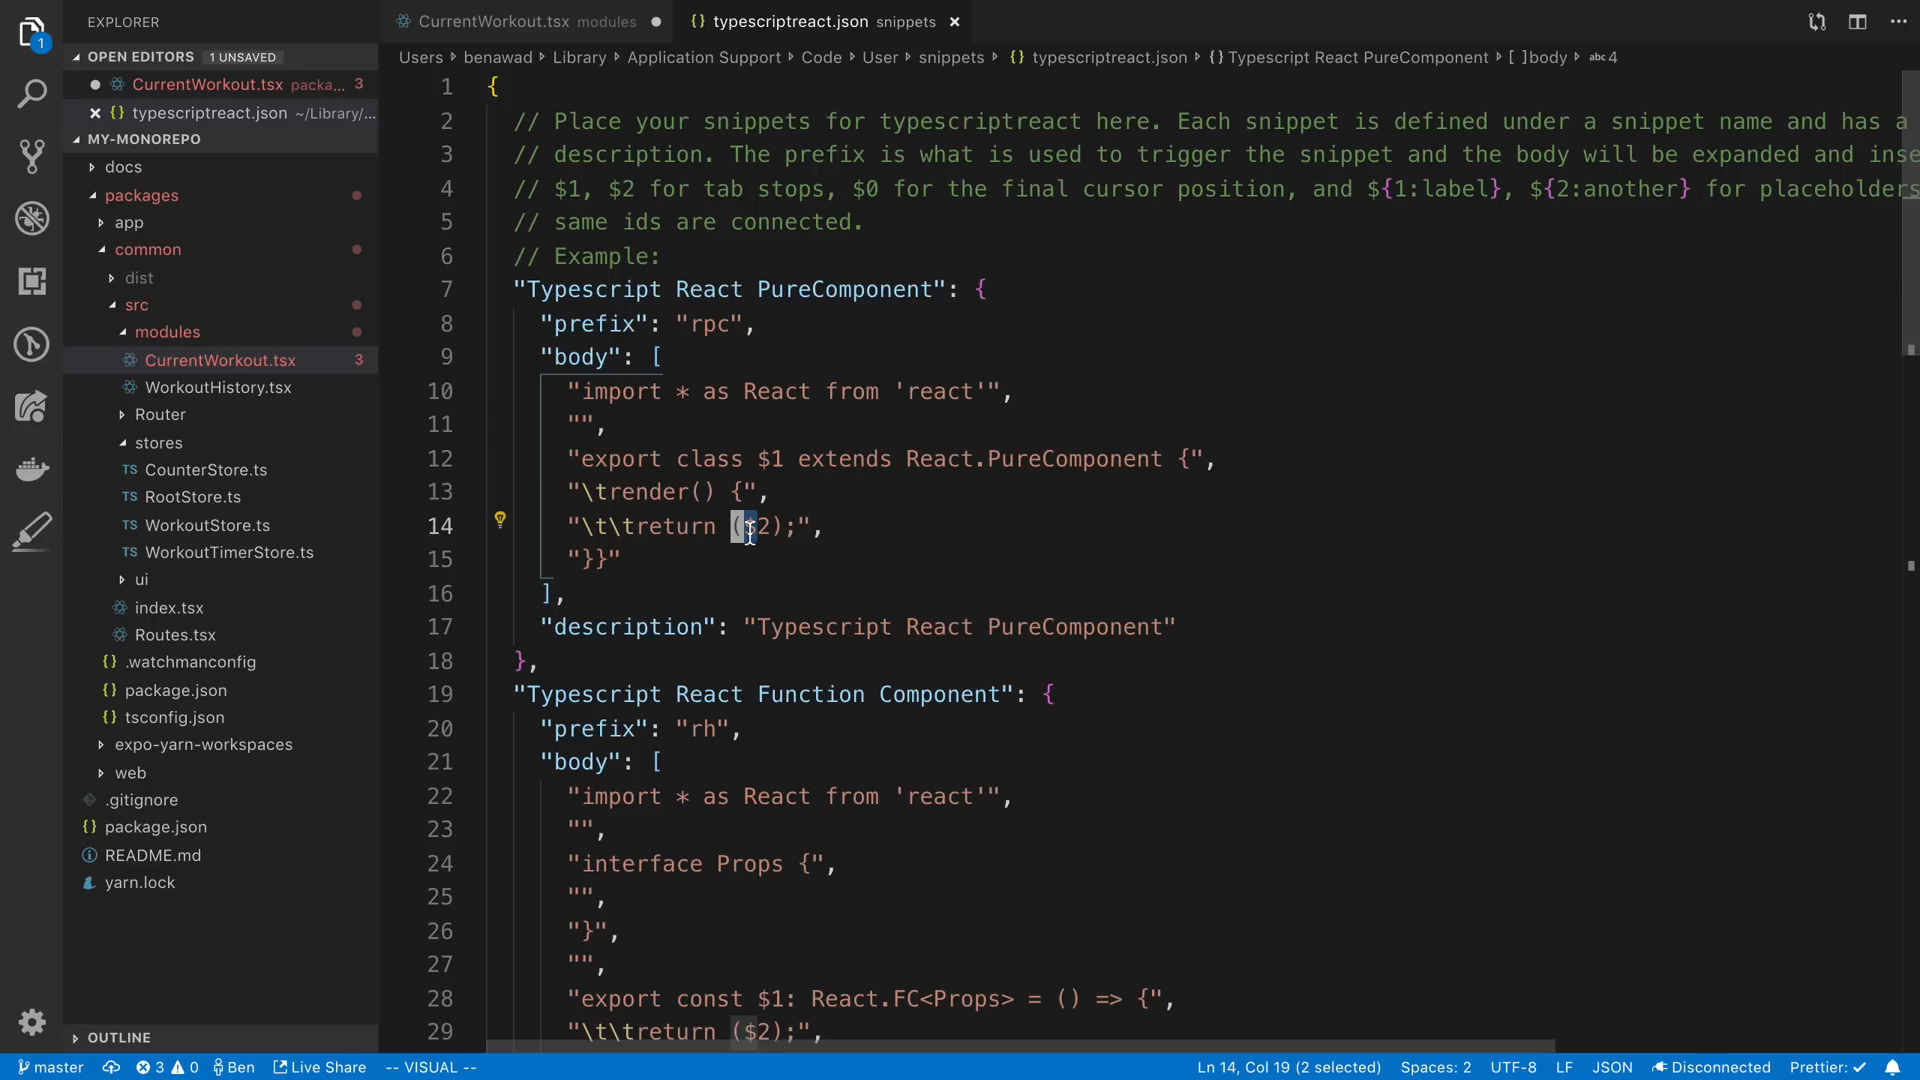 EXPLORER
OPEN EDITORS 1 UNSAVED
CurrentWorkout.tsx packa... 3
typescriptreact.json ~/Library/...
MY-MONOREPO
docs
packages
app
common
dist
src
modules
CurrentWorkout.tsx 3
WorkoutHistory.tsx
Router
stores
TS CounterStore.ts
TS RootStore.ts
TS WorkoutStore.ts
TS WorkoutTimerStore.ts
ui
index.tsx
Routes.tsx
{} .watchmanconfig
{} package.json
{} tsconfig.json
expo-yarn-workspaces
web
.gitignore
{} package.json
README.md
yarn.lock
OUTLINE
1
CurrentWorkout.tsx modules
{} typescriptreact.json snippets
Users benawad Library Application Support Code User snippets {} typescriptreact.json {} Typescript React PureComponent [ ] body abc 4
1 {
2 // Place your snippets for typescriptreact here. Each snippet is defined under a snippet name and has a
3 // description. The prefix is what is used to trigger the snippet and the body will be expanded and inse
4 // $1, $2 for tab stops, $0 for the final cursor position, and ${1:label}, ${2:another} for placeholders
5 // same ids are connected.
6 // Example:
7 "Typescript React PureComponent": {
8 "prefix": "rpc",
9 "body": [
10 "import * as React from 'react'",
11 "",
12 "export class $1 extends React.PureComponent {",
13 "\trender() {",
14 "\t\treturn ($2);",
15 "}}"
16 ],
17 "description": "Typescript React PureComponent"
18 },
19 "Typescript React Function Component": {
20 "prefix": "rh",
21 "body": [
22 "import * as React from 'react'",
23 "",
24 "interface Props {",
25 "",
26 "}",
27 "",
28 "export const $1: React.FC<Props> = () => {",
29 "\t\treturn ($2);",
master 3 0 Ben Live Share -- VISUAL -- Ln 14, Col 19 (2 selected) Spaces: 2 UTF-8 LF JSON Disconnected Prettier: ✓